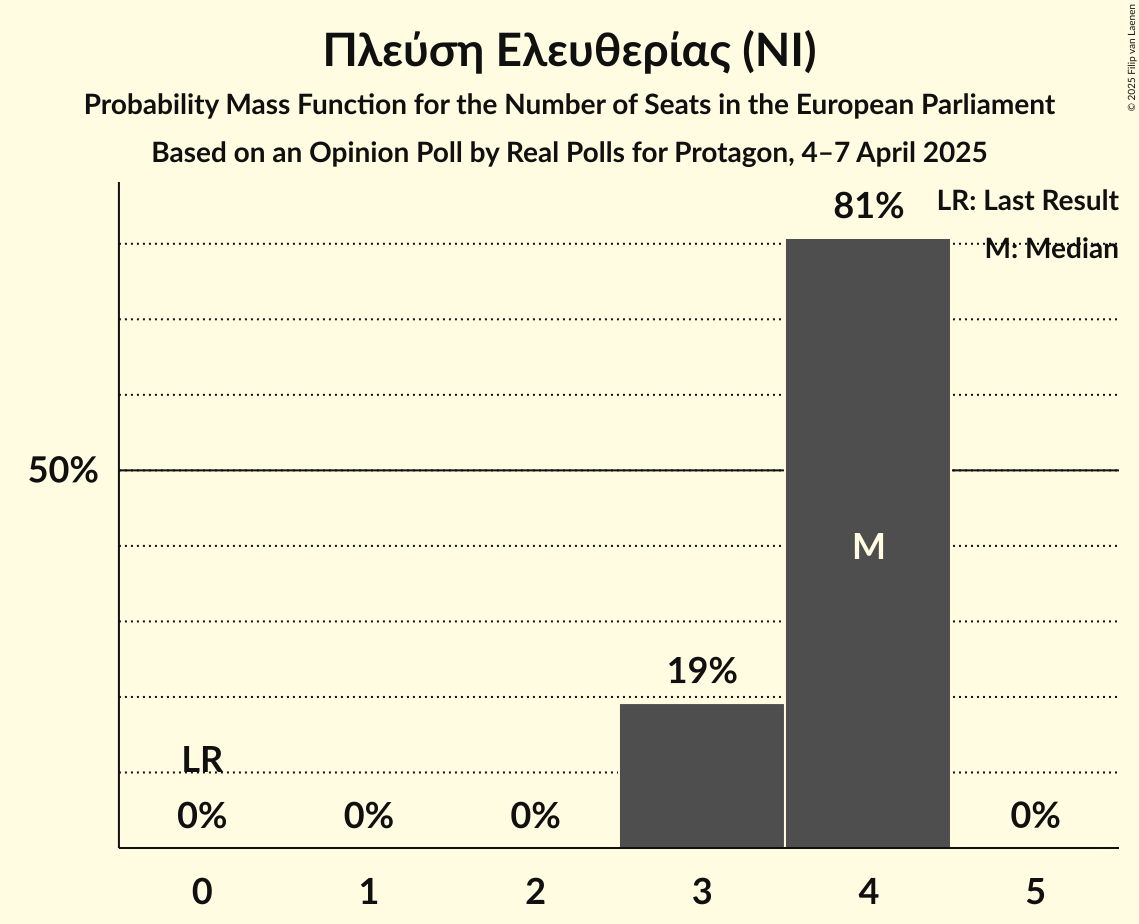 Πλεύση Ελευθερίας (NI)
Probability Mass Function for the Number of Seats in the European Parliament
Based on an Opinion Poll by Real Polls for Protagon, 4–7 April 2025
© 2025 Filip van Laenen
81%
LR: Last Result
M: Median
50%
M
19%
LR
0% 0% 0% 0%
0 1 2 3 4 5